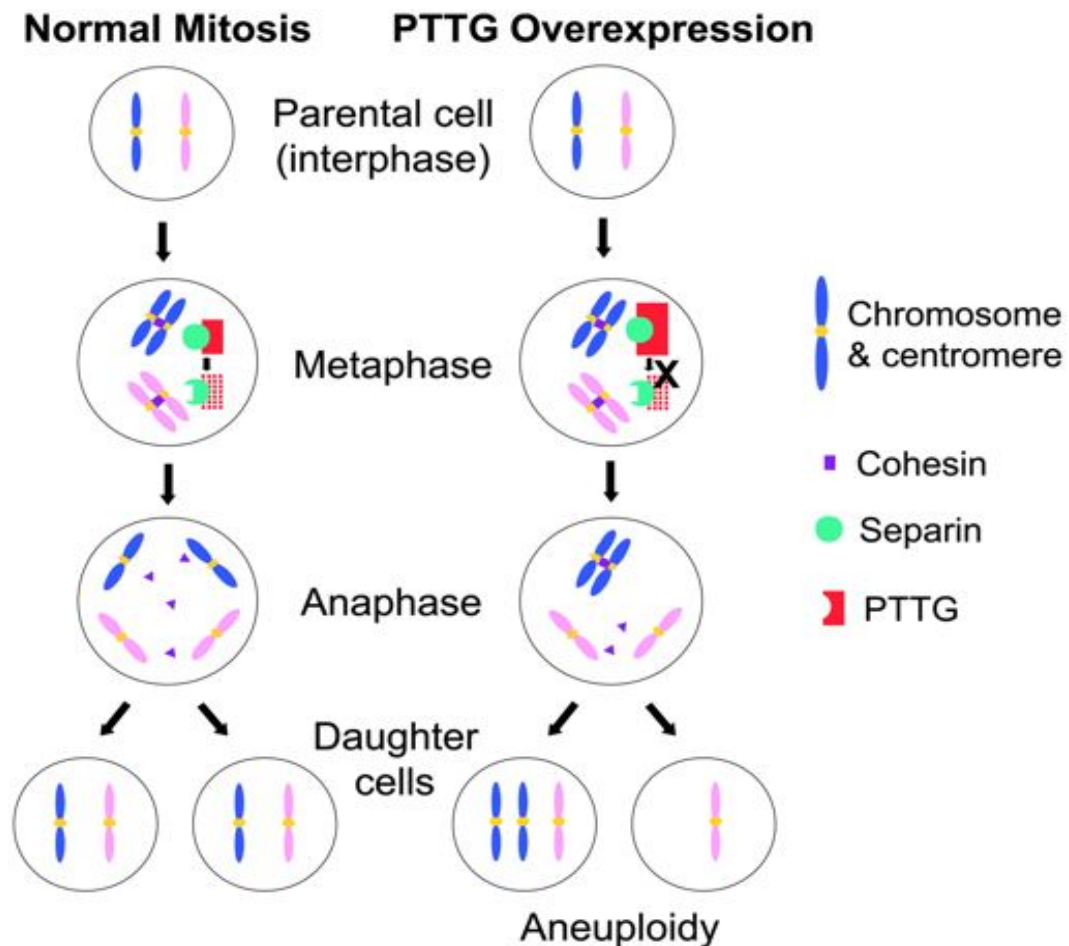 Normal Mitosis
PTTG Overexpression
Parental cell
(interphase)
Metaphase
X
Chromosome
& centromere
Cohesin
Separin
PTTG
Anaphase
Daughter
cells
Aneuploidy